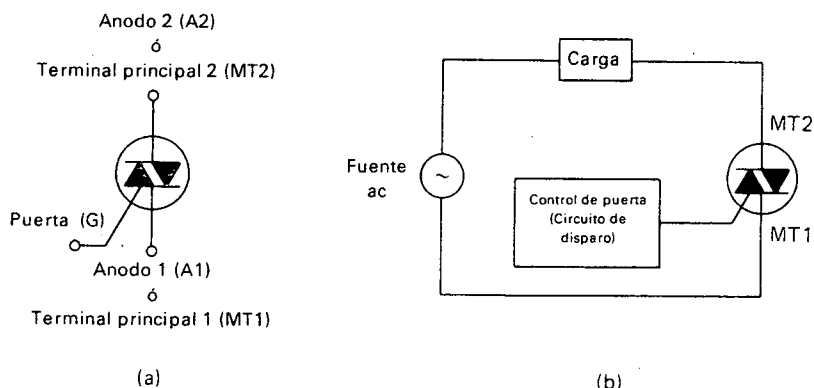 Anodo 2 (A2)
ó
Terminal principal 2 (MT2)
Puerta (G)
Anodo 1 (A1)
ó
Terminal principal 1 (MT1)
(a)
Carga
MT2
Fuente
ac
~
Control de puerta
(Circuito de
disparo)
MT1
(b)